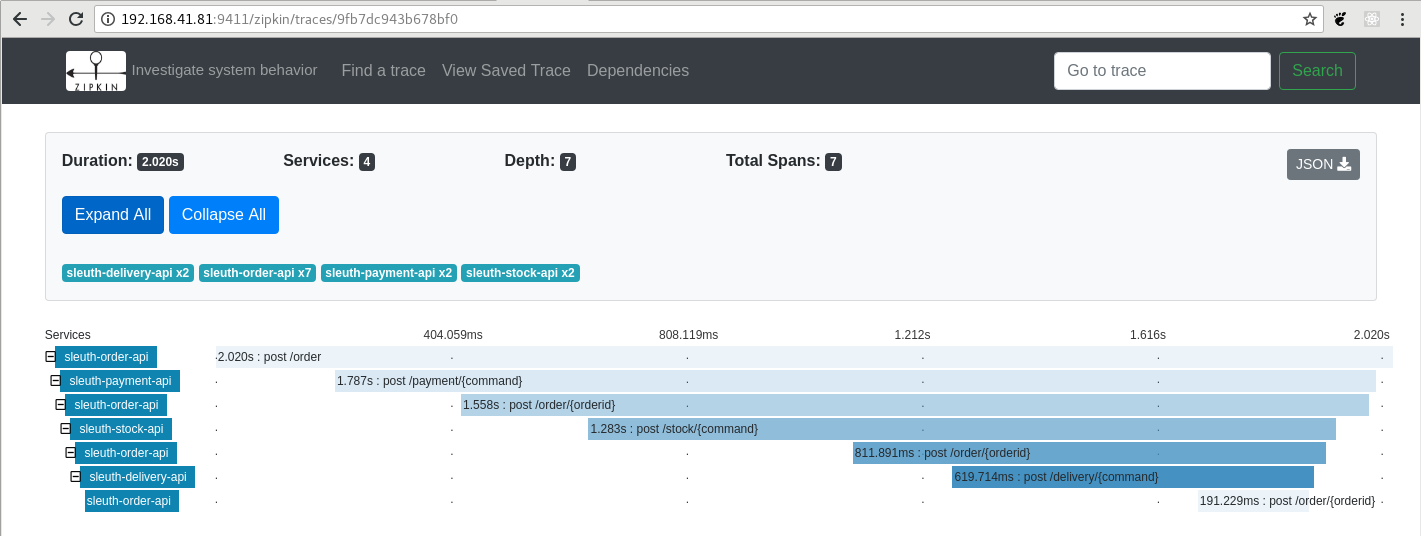 192.168.41.81:9411/zipkin/traces/9fb7dc943b678bf0
ZIPKIN Investigate system behavior Find a trace View Saved Trace Dependencies Go to trace Search
Duration: 2.020s Services: 4 Depth: 7 Total Spans: 7 JSON
Expand All Collapse All
sleuth-delivery-api x2 sleuth-order-api x7 sleuth-payment-api x2 sleuth-stock-api x2
Services 404.059ms 808.119ms 1.212s 1.616s 2.020s
sleuth-order-api 2.020s : post /order
sleuth-payment-api 1.787s : post /payment/{command}
sleuth-order-api 1.558s : post /order/{orderid}
sleuth-stock-api 1.283s : post /stock/{command}
sleuth-order-api 811.891ms : post /order/{orderid}
sleuth-delivery-api 619.714ms : post /delivery/{command}
sleuth-order-api 191.229ms : post /order/{orderid}